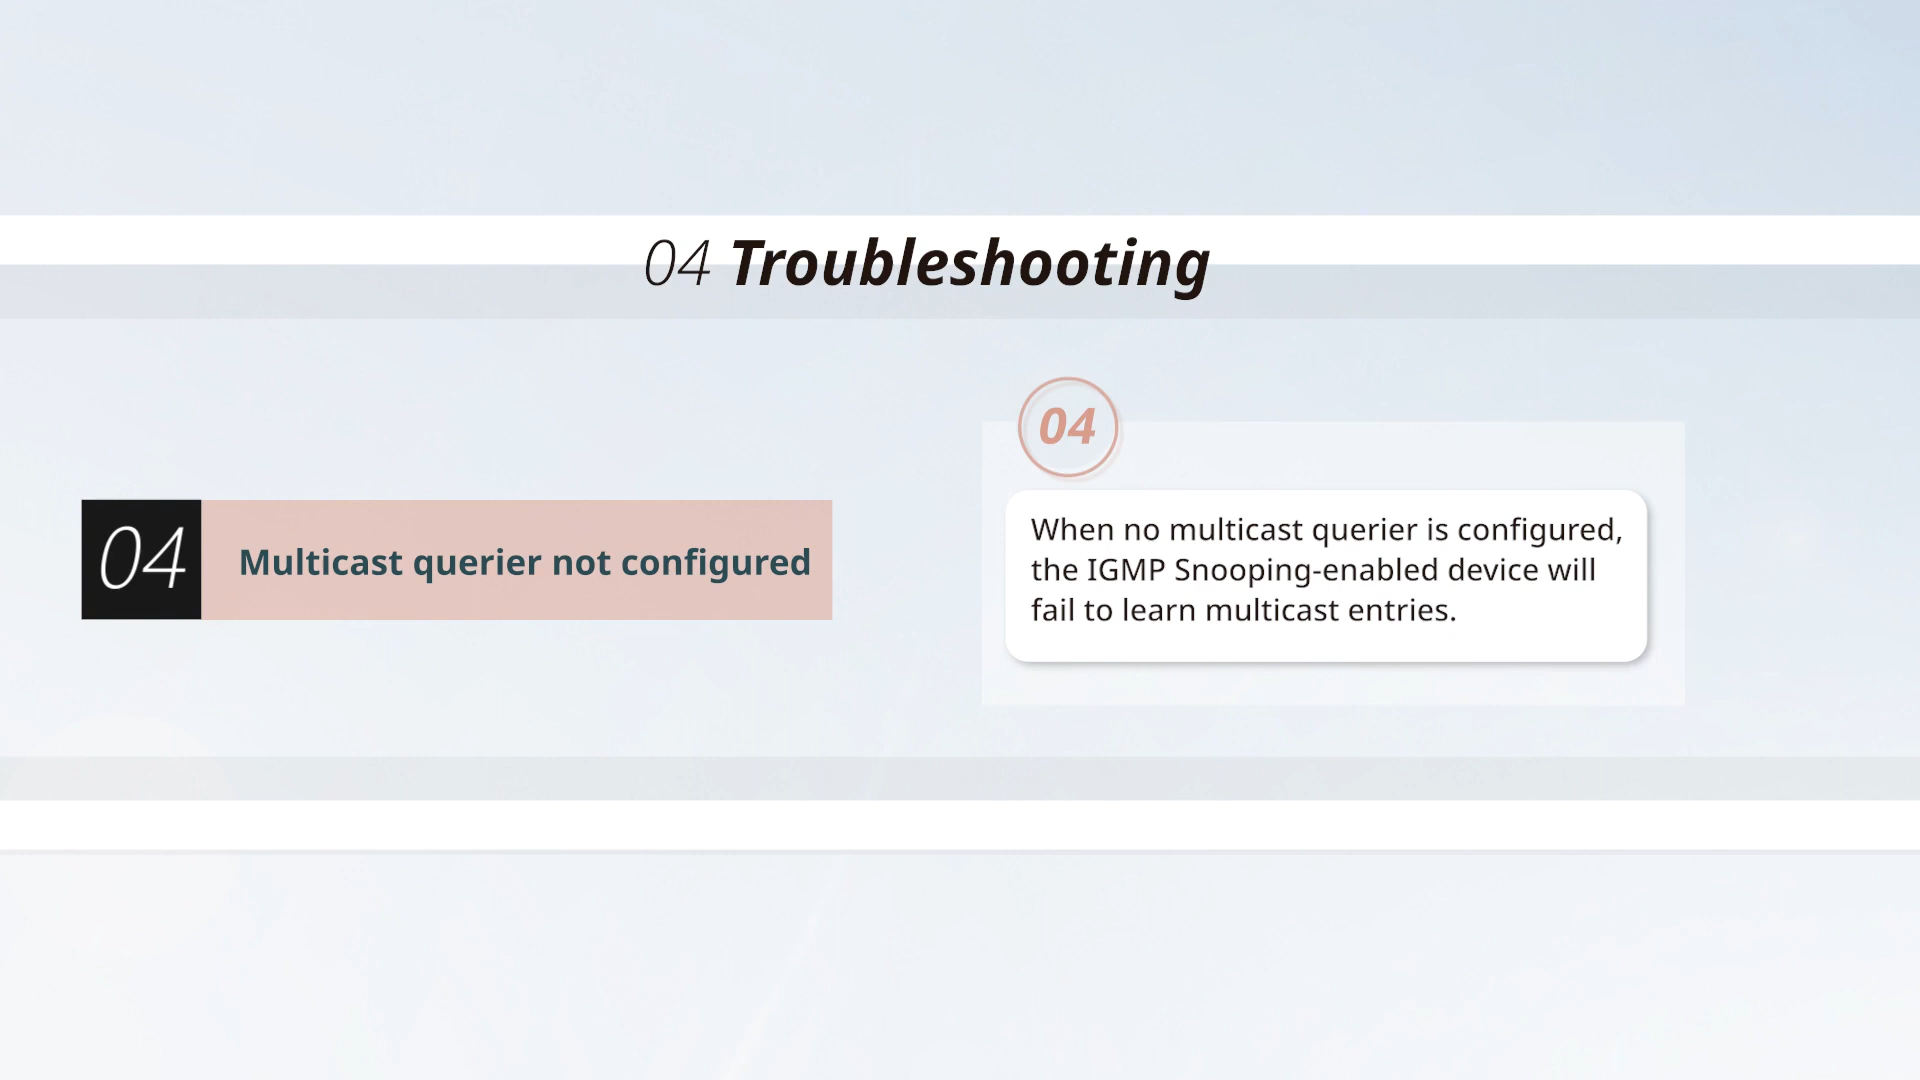 04 Troubleshooting
04
Multicast querier not configured
04
When no multicast querier is configured,
the IGMP Snooping-enabled device will
fail to learn multicast entries.